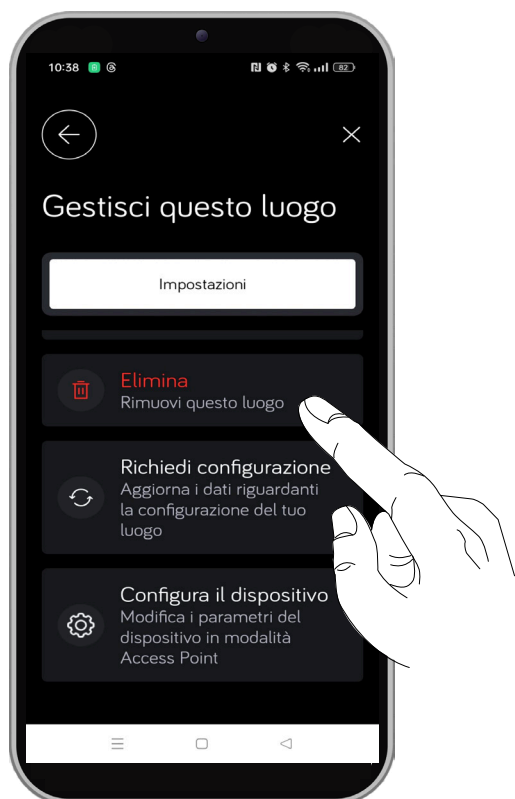 10:38
82
Gestisci questo luogo
Impostazioni
Elimina
Rimuovi questo luogo
Richiedi configurazione
Aggiorna i dati riguardanti
la configurazione del tuo
luogo
Configura il dispositivo
Modifica i parametri del
dispositivo in modalità
Access Point